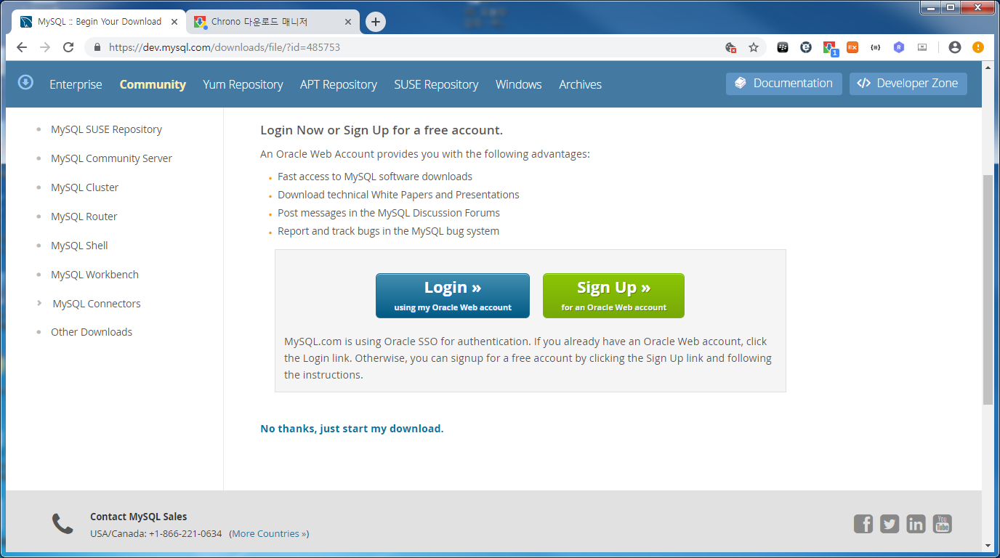 MySQL :: Begin Your Download
Chrono 다운로드 매니저
https://dev.mysql.com/downloads/file/?id=485753
EX
R
1
Enterprise
Community
Yum Repository
APT Repository
SUSE Repository
Windows
Archives
Documentation
Developer Zone
MySQL SUSE Repository
MySQL Community Server
MySQL Cluster
MySQL Router
MySQL Shell
MySQL Workbench
MySQL Connectors
Other Downloads
Login Now or Sign Up for a free account.
An Oracle Web Account provides you with the following advantages:
Fast access to MySQL software downloads
Download technical White Papers and Presentations
Post messages in the MySQL Discussion Forums
Report and track bugs in the MySQL bug system
Login »
using my Oracle Web account
Sign Up »
for an Oracle Web account
MySQL.com is using Oracle SSO for authentication. If you already have an Oracle Web account, click
the Login link. Otherwise, you can signup for a free account by clicking the Sign Up link and following
the instructions.
No thanks, just start my download.
Contact MySQL Sales
USA/Canada: +1-866-221-0634 (More Countries »)
You
Tube